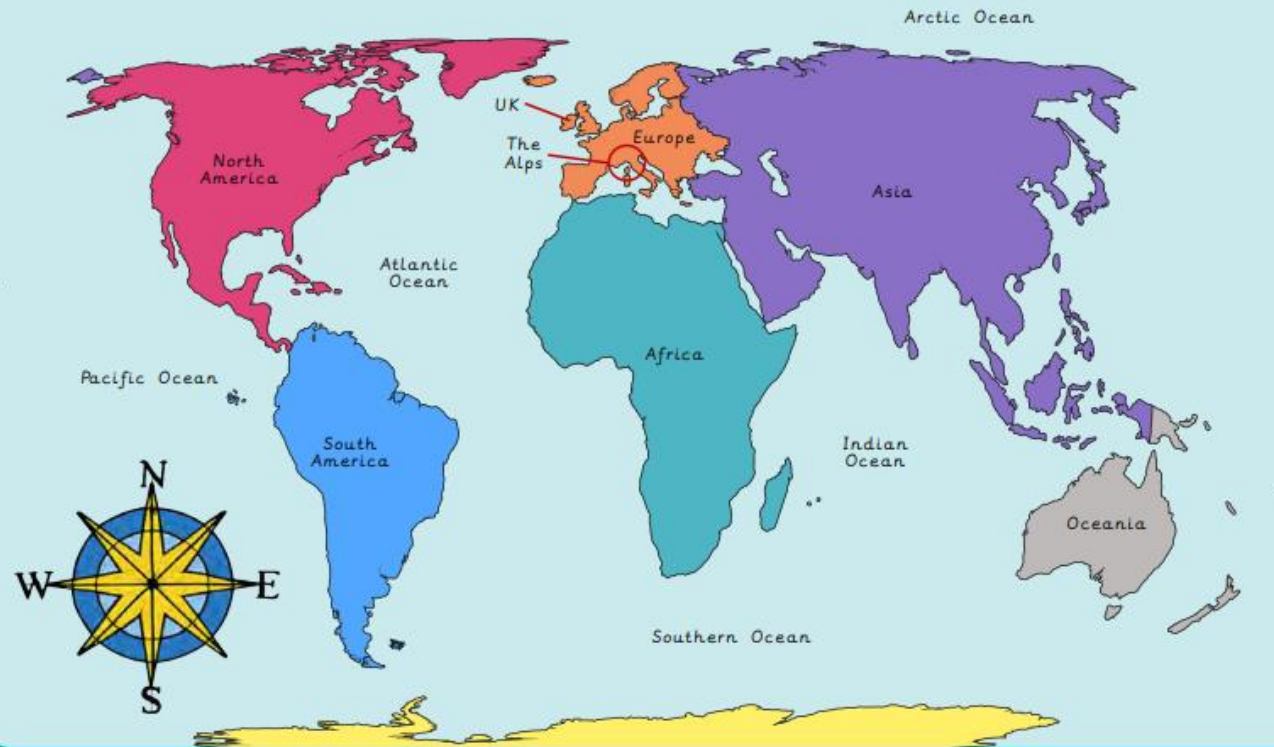 Arctic Ocean
UK
The
Alps
Europe
North
America
Asia
Atlantic
Ocean
Africa
Pacific Ocean
South
America
Indian
Ocean
Oceania
N
W
E
S
Southern Ocean